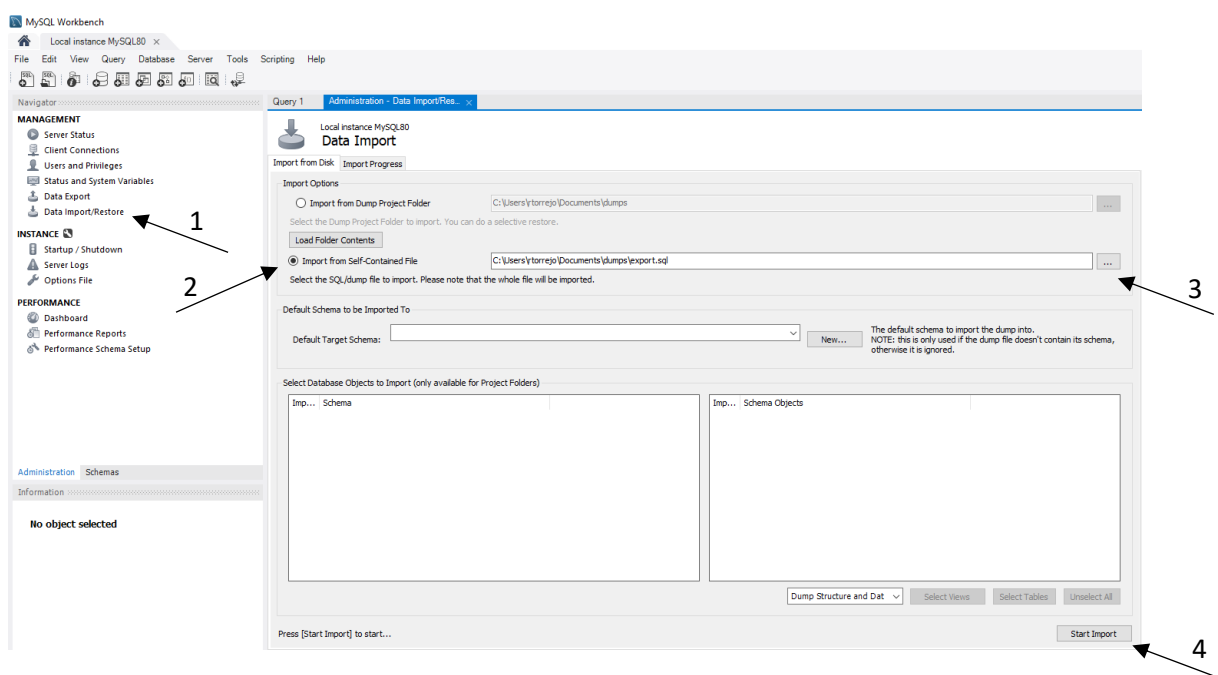 MySQL Workbench
Local instance MySQL80 ×
File Edit View Query Database Server Tools Scripting Help
Navigator
MANAGEMENT
Server Status
Client Connections
Users and Privileges
Status and System Variables
Data Export
Data Import/Restore
1
INSTANCE
Startup / Shutdown
Server Logs
Options File
2
PERFORMANCE
Dashboard
Performance Reports
Performance Schema Setup
Administration Schemas
Information
No object selected
Query 1 Administration - Data Import/Res... ×
Local instance MySQL80
Data Import
Import from Disk Import Progress
Import Options
Import from Dump Project Folder C:\Users\rtorrejo\Documents\dumps ...
Select the Dump Project Folder to import. You can do a selective restore.
Load Folder Contents
Import from Self-Contained File C:\Users\rtorrejo\Documents\dumps\export.sql ...
Select the SQL/dump file to import. Please note that the whole file will be imported.
3
Default Schema to be Imported To
Default Target Schema: New...
The default schema to import the dump into.
NOTE: this is only used if the dump file doesn't contain its schema,
otherwise it is ignored.
Select Database Objects to Import (only available for Project Folders)
Imp... Schema
Imp... Schema Objects
Dump Structure and Dat Select Views Select Tables Unselect All
Press [Start Import] to start... Start Import
4